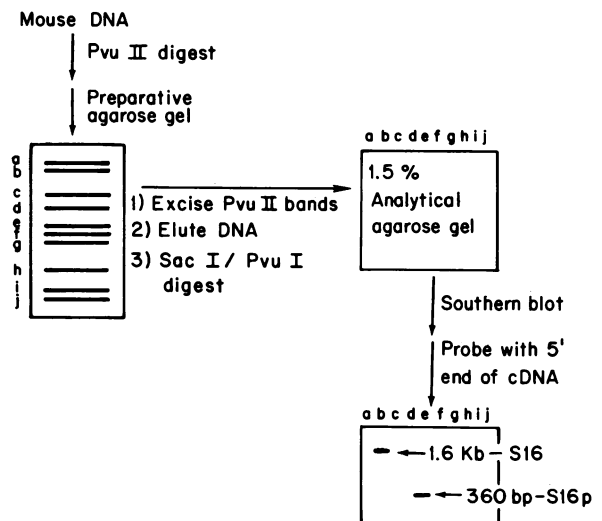 Mouse DNA
Pvu II digest
Preparative
agarose gel
a
b
c
d
e
f
g
h
i
j
1) Excise Pvu II bands
2) Elute DNA
3) Sac I / Pvu I
digest
a b c d e f g h i j
1.5 %
Analytical
agarose gel
Southern blot
Probe with 5'
end of cDNA
a b c d e f g h i j
1.6 Kb – S16
360 bp–S16p